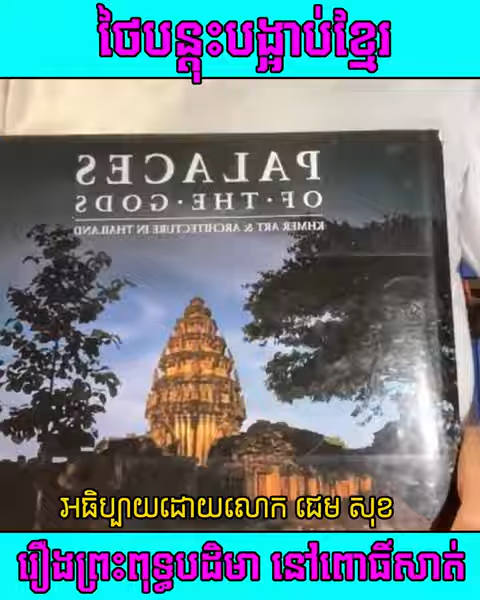 ថៃបន្តុះបង្អាប់ខ្មែរ
PALACES
OF·THE·GODS
KHMER ART & ARCHITECTURE IN THAILAND
អធិប្បាយដោយលោក ជេម សុខ
រឿងព្រះពុទ្ធបដិមា នៅពោធិ៍សាត់